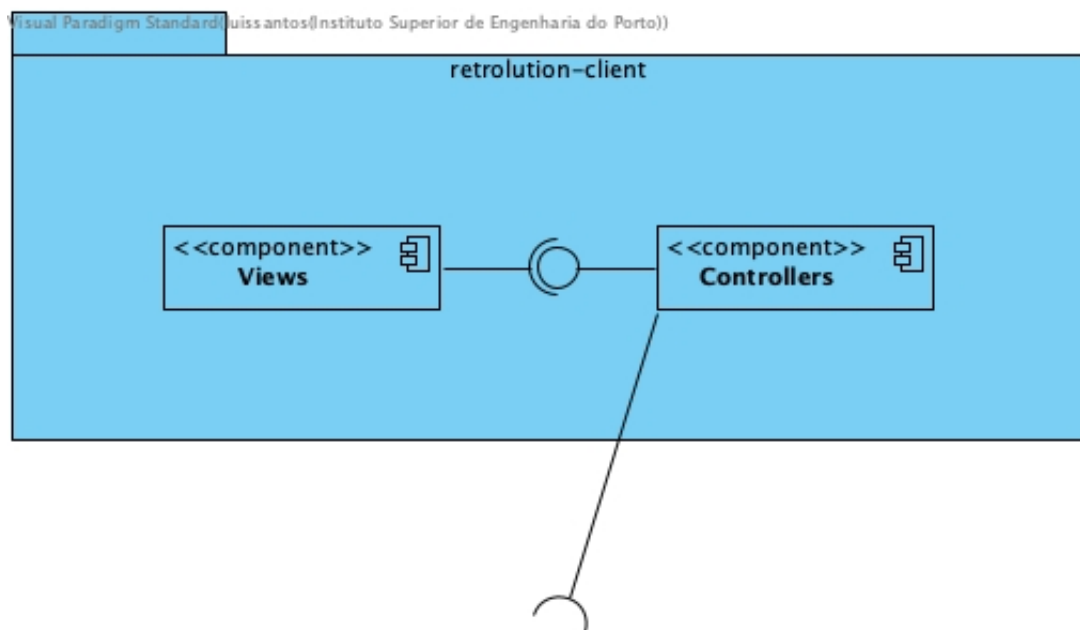 Visual Paradigm Standard(luissantos(Instituto Superior de Engenharia do Porto))
retrolution-client
<<component>>
Views
<<component>>
Controllers